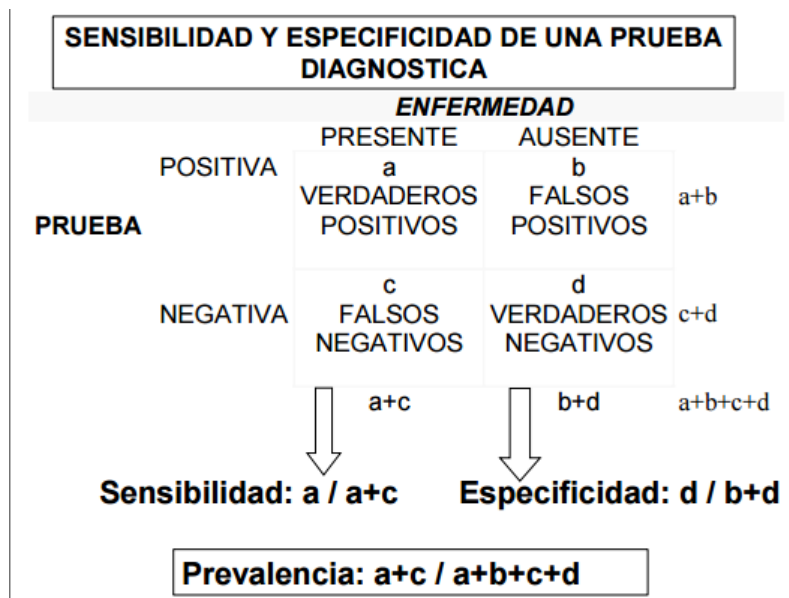 SENSIBILIDAD Y ESPECIFICIDAD DE UNA PRUEBA
DIAGNOSTICA
ENFERMEDAD
PRESENTE AUSENTE
POSITIVA a b
VERDADEROS FALSOS a+b
PRUEBA POSITIVOS POSITIVOS
c d
NEGATIVA FALSOS VERDADEROS c+d
NEGATIVOS NEGATIVOS
a+c b+d a+b+c+d
Sensibilidad: a / a+c Especificidad: d / b+d
Prevalencia: a+c / a+b+c+d